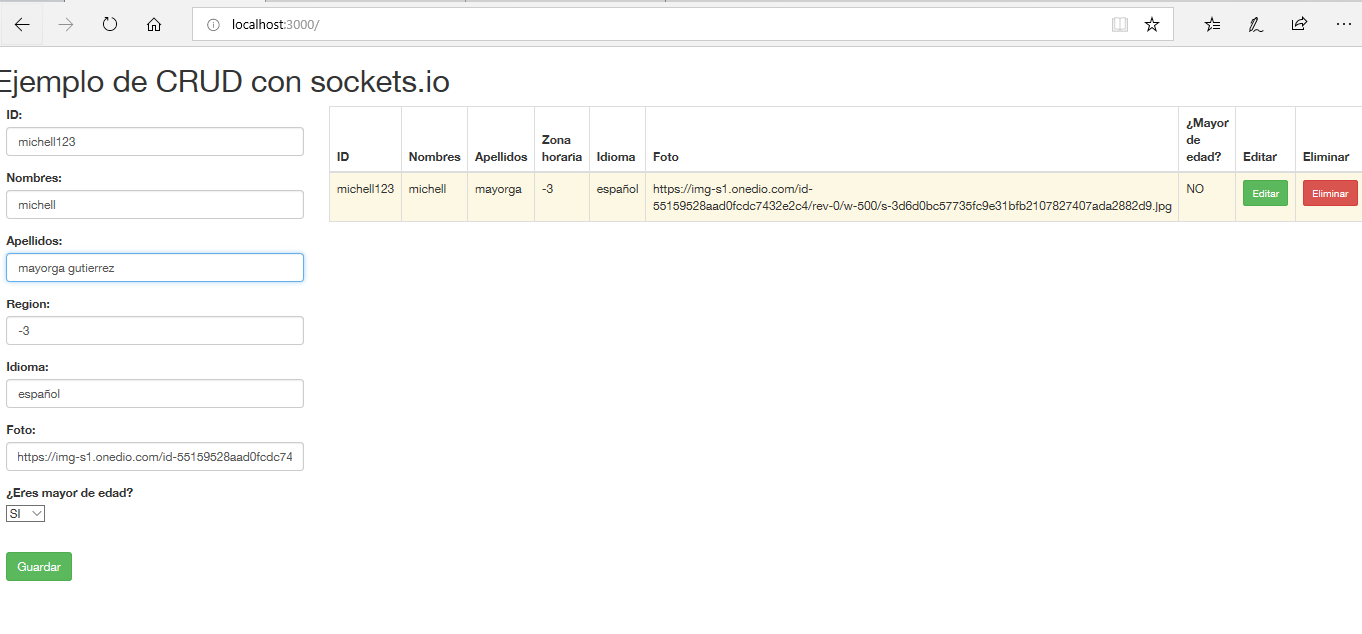 localhost:3000/
Ejemplo de CRUD con sockets.io
ID:
michell123
Nombres:
michell
Apellidos:
mayorga gutierrez
Region:
-3
Idioma:
español
Foto:
https://img-s1.onedio.com/id-55159528aad0fcdc74
¿Eres mayor de edad?
SI
Guardar
ID
Nombres
Apellidos
Zona
horaria
Idioma
Foto
¿Mayor
de
edad?
Editar
Eliminar
michell123
michell
mayorga
-3
español
https://img-s1.onedio.com/id-
55159528aad0fcdc7432e2c4/rev-0/w-500/s-3d6d0bc57735fc9e31bfb2107827407ada2882d9.jpg
NO
Editar
Eliminar